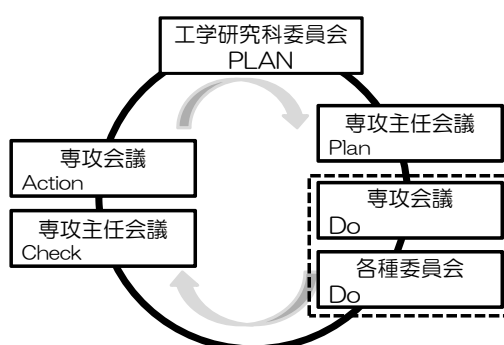 工学研究科委員会
PLAN
専攻主任会議
Plan
専攻会議
Do
各種委員会
Do
専攻会議
Action
専攻主任会議
Check